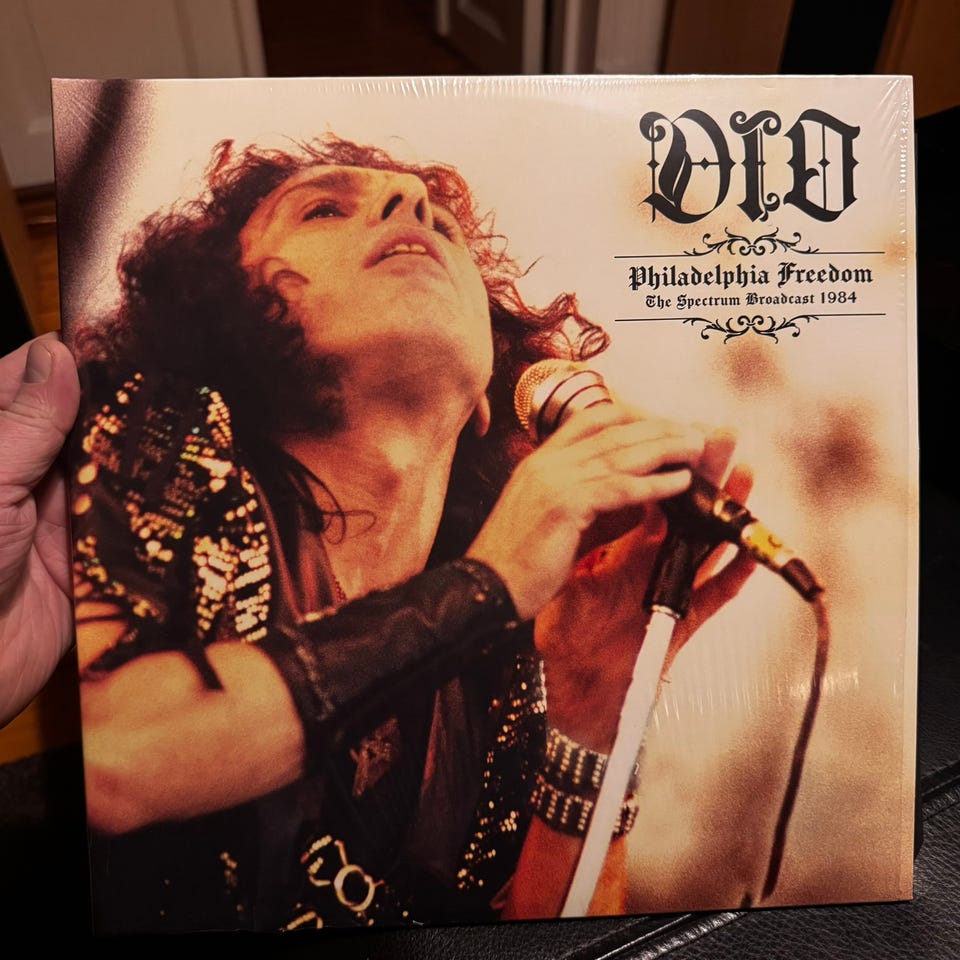 DIO
Philadelphia Freedom
The Spectrum Broadcast 1984